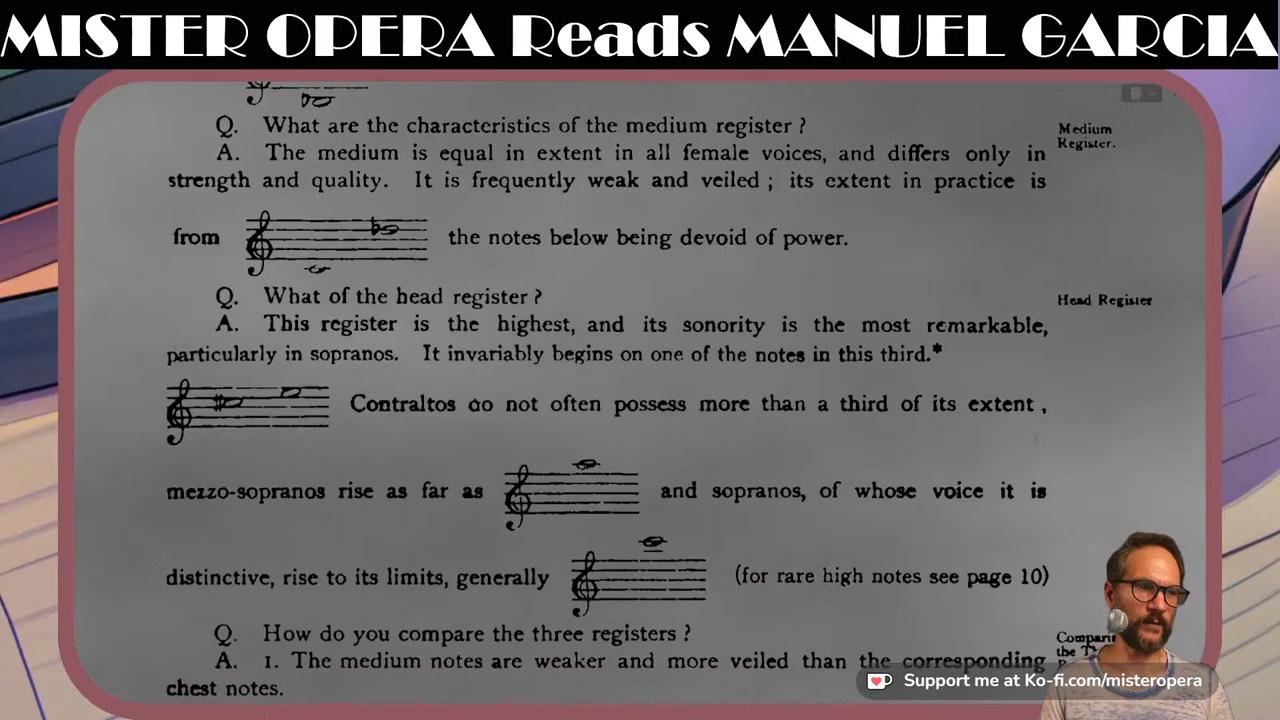 MISTER OPERA Reads MANUEL GARCIA
Q. What are the characteristics of the medium register ?
Medium
Register.
A. The medium is equal in extent in all female voices, and differs only in
strength and quality. It is frequently weak and veiled ; its extent in practice is
from the notes below being devoid of power.
Q. What of the head register ?
Head Register
A. This register is the highest, and its sonority is the most remarkable,
particularly in sopranos. It invariably begins on one of the notes in this third.*
Contraltos do not often possess more than a third of its extent ,
mezzo-sopranos rise as far as and sopranos, of whose voice it is
distinctive, rise to its limits, generally (for rare high notes see page 10)
Q. How do you compare the three registers ?
A. 1. The medium notes are weaker and more veiled than the corresponding
the
chest notes.
Support me at Ko-fi.com/misteropera